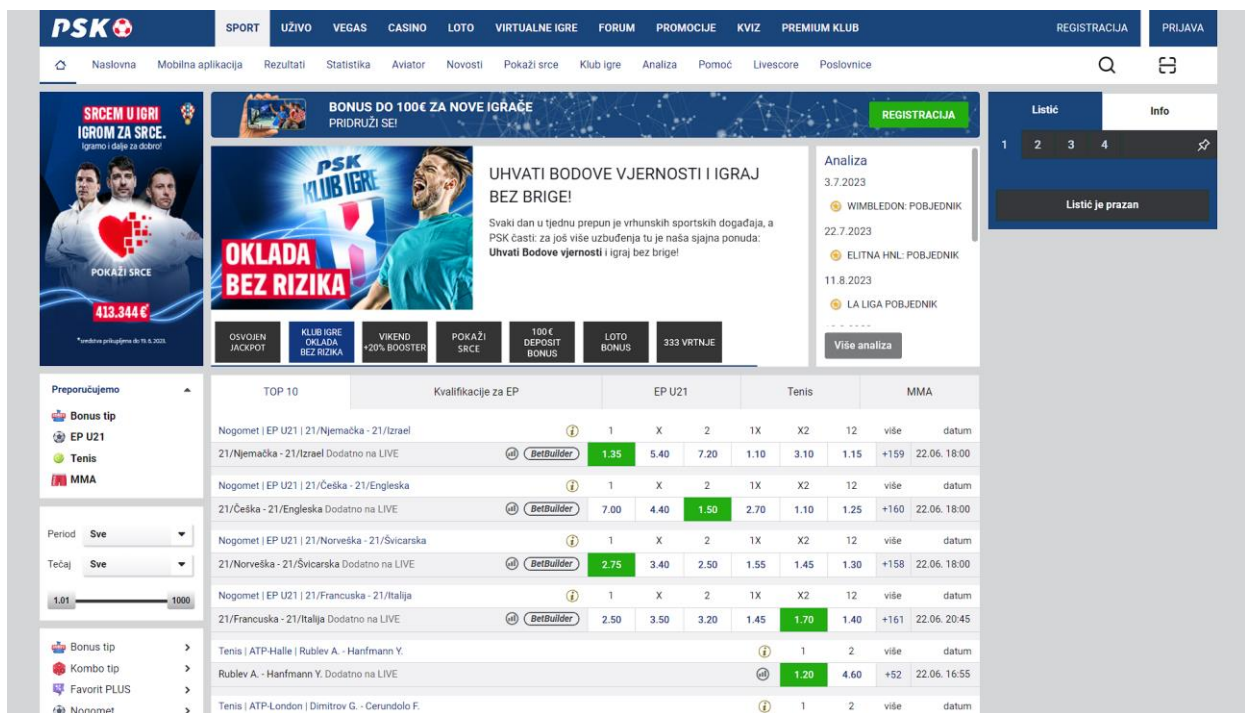 PSK
SPORT UŽIVO VEGAS CASINO LOTO VIRTUALNE IGRE FORUM PROMOCIJE KVIZ PREMIUM KLUB REGISTRACIJA PRIJAVA
Naslovna Mobilna aplikacija Rezultati Statistika Aviator Novosti Pokaži srce Klub igre Analiza Pomoć Livescore Poslovnice
SRCEM U IGRI
IGROM ZA SRCE.
Igramo i dalje za dobro!
POKAŽI SRCE
413.344 €*
*sredstva prikupljena do 19. 6. 2023.
BONUS DO 100€ ZA NOVE IGRAČE
PRIDRUŽI SE!
REGISTRACIJA
PSK
KLUB IGRE
OKLADA
BEZ RIZIKA
UHVATI BODOVE VJERNOSTI I IGRAJ
BEZ BRIGE!
Svaki dan u tjednu prepun je vrhunskih sportskih događaja, a
PSK časti: za još više uzbuđenja tu je naša sjajna ponuda:
Uhvati Bodove vjernosti i igraj bez brige!
OSVOJEN
JACKPOT
KLUB IGRE
OKLADA
BEZ RIZIKA
VIKEND
+20% BOOSTER
POKAŽI
SRCE
100 €
DEPOSIT
BONUS
LOTO
BONUS
333 VRTNJE
Analiza
3.7.2023
WIMBLEDON: POBJEDNIK
22.7.2023
ELITNA HNL: POBJEDNIK
11.8.2023
LA LIGA POBJEDNIK
Više analiza
Listić Info
1 2 3 4
Listić je prazan
Preporučujemo
Bonus tip
EP U21
Tenis
MMA
Period Sve
Tečaj Sve
1.01 1000
Bonus tip
Kombo tip
Favorit PLUS
Nogomet
TOP 10 Kvalifikacije za EP EP U21 Tenis MMA
Nogomet | EP U21 | 21/Njemačka - 21/Izrael i 1 X 2 1X X2 12 više datum
21/Njemačka - 21/Izrael Dodatno na LIVE BetBuilder 1.35 5.40 7.20 1.10 3.10 1.15 +159 22.06. 18:00
Nogomet | EP U21 | 21/Češka - 21/Engleska i 1 X 2 1X X2 12 više datum
21/Češka - 21/Engleska Dodatno na LIVE BetBuilder 7.00 4.40 1.50 2.70 1.10 1.25 +160 22.06. 18:00
Nogomet | EP U21 | 21/Norveška - 21/Švicarska i 1 X 2 1X X2 12 više datum
21/Norveška - 21/Švicarska Dodatno na LIVE BetBuilder 2.75 3.40 2.50 1.55 1.45 1.30 +158 22.06. 18:00
Nogomet | EP U21 | 21/Francuska - 21/Italija i 1 X 2 1X X2 12 više datum
21/Francuska - 21/Italija Dodatno na LIVE BetBuilder 2.50 3.50 3.20 1.45 1.70 1.40 +161 22.06. 20:45
Tenis | ATP-Halle | Rublev A. - Hanfmann Y. i 1 2 više datum
Rublev A. - Hanfmann Y. Dodatno na LIVE 1.20 4.60 +52 22.06. 16:55
Tenis | ATP-London | Dimitrov G. - Cerundolo F. i 1 2 više datum